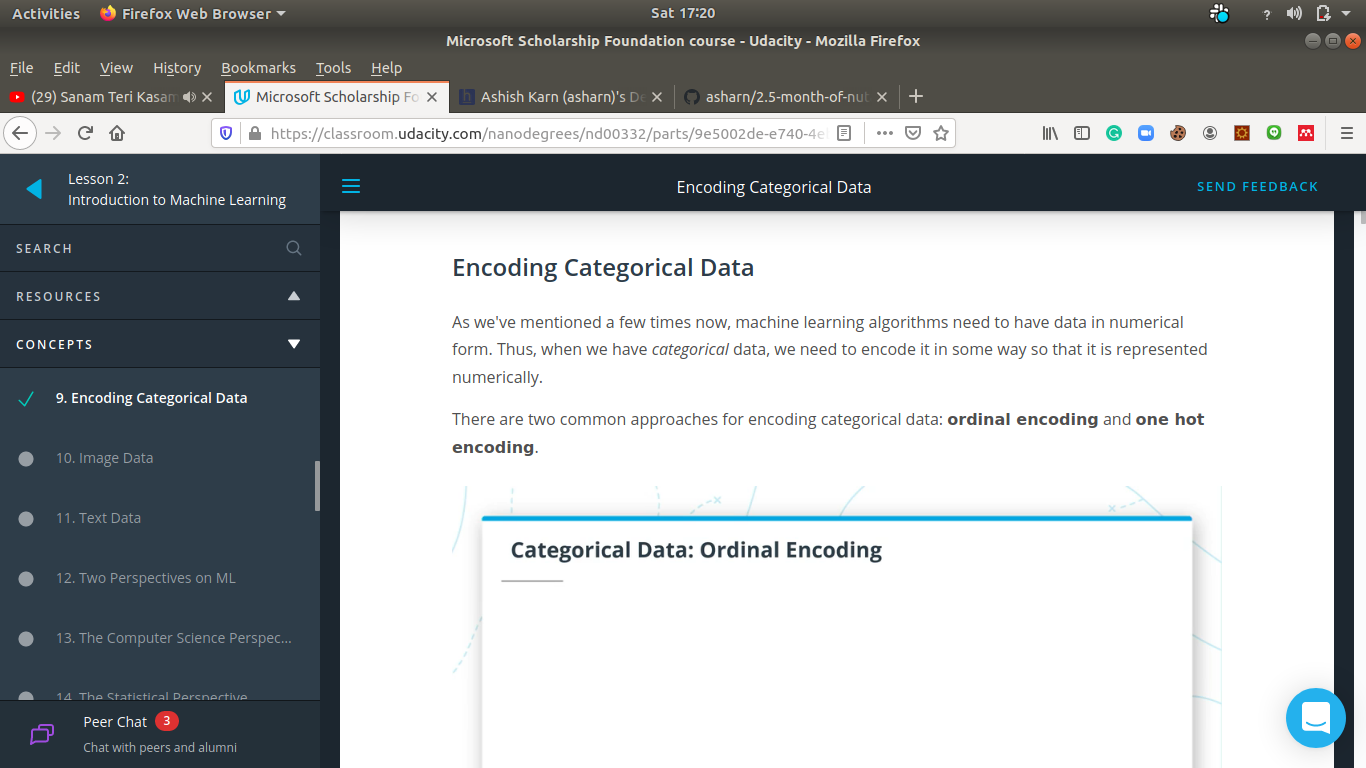 Activities Firefox Web Browser Sat 17:20 ?
Microsoft Scholarship Foundation course - Udacity - Mozilla Firefox
File Edit View History Bookmarks Tools Help
(29) Sanam Teri Kasam Microsoft Scholarship Fo Ashish Karn (asharn)'s De asharn/2.5-month-of-nut
https://classroom.udacity.com/nanodegrees/nd00332/parts/9e5002de-e740-4e
Lesson 2:
Introduction to Machine Learning
Encoding Categorical Data
SEND FEEDBACK
SEARCH
RESOURCES
CONCEPTS
9. Encoding Categorical Data
10. Image Data
11. Text Data
12. Two Perspectives on ML
13. The Computer Science Perspec...
14. The Statistical Perspective
Peer Chat 3
Chat with peers and alumni
Encoding Categorical Data
As we've mentioned a few times now, machine learning algorithms need to have data in numerical
form. Thus, when we have categorical data, we need to encode it in some way so that it is represented
numerically.
There are two common approaches for encoding categorical data: ordinal encoding and one hot
encoding.
Categorical Data: Ordinal Encoding